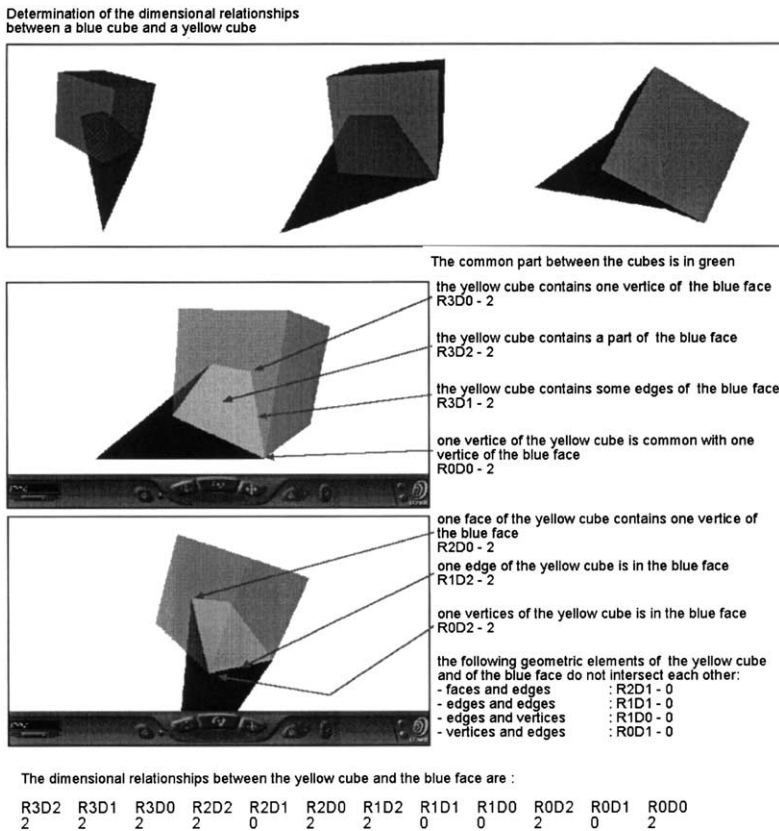 Determination of the dimensional relationships
between a blue cube and a yellow cube
The common part between the cubes is in green
the yellow cube contains one vertice of the blue face
R3D0 - 2
the yellow cube contains a part of the blue face
R3D2 - 2
the yellow cube contains some edges of the blue face
R3D1 - 2
one vertice of the yellow cube is common with one
vertice of the blue face
R0D0 - 2
one face of the yellow cube contains one vertice of
the blue face
R2D0 - 2
one edge of the yellow cube is in the blue face
R1D2 - 2
one vertices of the yellow cube is in the blue face
R0D2 - 2
the following geometric elements of the yellow cube
and of the blue face do not intersect each other:
- faces and edges : R2D1 - 0
- edges and edges : R1D1 - 0
- edges and vertices : R1D0 - 0
- vertices and edges : R0D1 - 0
The dimensional relationships between the yellow cube and the blue face are :
R3D2 R3D1 R3D0 R2D2 R2D1 R2D0 R1D2 R1D1 R1D0 R0D2 R0D1 R0D0
2 2 2 2 0 2 2 0 0 2 0 2